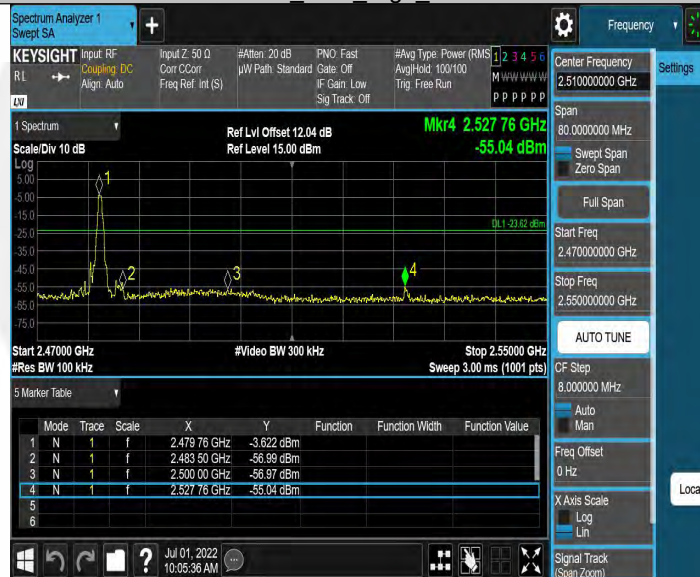 Spectrum Analyzer 1
Swept SA
+
Frequency
KEYSIGHT
RL
LXI
Input: RF
Coupling: DC
Align: Auto
Input Z: 50 Ω
Corr CCorr
Freq Ref: Int (S)
#Atten: 20 dB
µW Path: Standard
PNO: Fast
Gate: Off
IF Gain: Low
Sig Track: Off
#Avg Type: Power (RMS
Avg|Hold: 100/100
Trig: Free Run
1 2 3 4 5 6
M W W W W W
P P P P P P
1 Spectrum
Scale/Div 10 dB
Ref Lvl Offset 12.04 dB
Ref Level 15.00 dBm
Mkr4 2.527 76 GHz
-55.04 dBm
Log
5.00
-5.00
-15.0
-25.0
-35.0
-45.0
-55.0
-65.0
-75.0
1
2
3
4
DL1 -23.62 dBm
Start 2.47000 GHz
#Res BW 100 kHz
#Video BW 300 kHz
Stop 2.55000 GHz
Sweep 3.00 ms (1001 pts)
5 Marker Table
Mode Trace Scale X Y Function Function Width Function Value
1 N 1 f 2.479 76 GHz -3.622 dBm
2 N 1 f 2.483 50 GHz -56.99 dBm
3 N 1 f 2.500 00 GHz -56.97 dBm
4 N 1 f 2.527 76 GHz -55.04 dBm
5
6
?
Jul 01, 2022
10:05:36 AM
Center Frequency
2.510000000 GHz
Span
80.0000000 MHz
Swept Span
Zero Span
Full Span
Start Freq
2.470000000 GHz
Stop Freq
2.550000000 GHz
AUTO TUNE
CF Step
8.000000 MHz
Auto
Man
Freq Offset
0 Hz
X Axis Scale
Log
Lin
Signal Track
(Span Zoom)
Settings